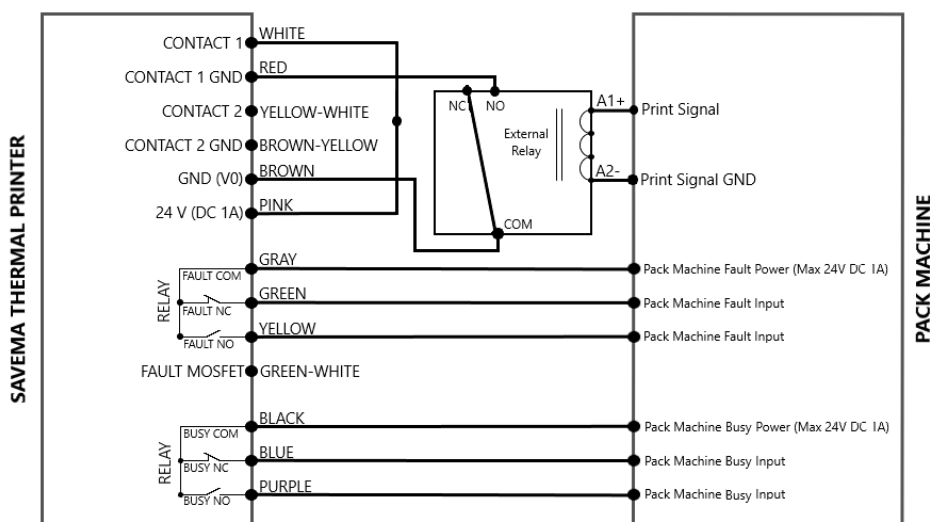 SAVEMA THERMAL PRINTER
CONTACT 1
WHITE
CONTACT 1 GND
RED
CONTACT 2
YELLOW-WHITE
CONTACT 2 GND
BROWN-YELLOW
GND (V0)
BROWN
24 V (DC 1A)
PINK
NC
NO
External
Relay
COM
A1+
Print Signal
A2-
Print Signal GND
RELAY
FAULT COM
GRAY
Pack Machine Fault Power (Max 24V DC 1A)
FAULT NC
GREEN
Pack Machine Fault Input
FAULT NO
YELLOW
Pack Machine Fault Input
FAULT MOSFET
GREEN-WHITE
RELAY
BUSY COM
BLACK
Pack Machine Busy Power (Max 24V DC 1A)
BUSY NC
BLUE
Pack Machine Busy Input
BUSY NO
PURPLE
Pack Machine Busy Input
PACK MACHINE